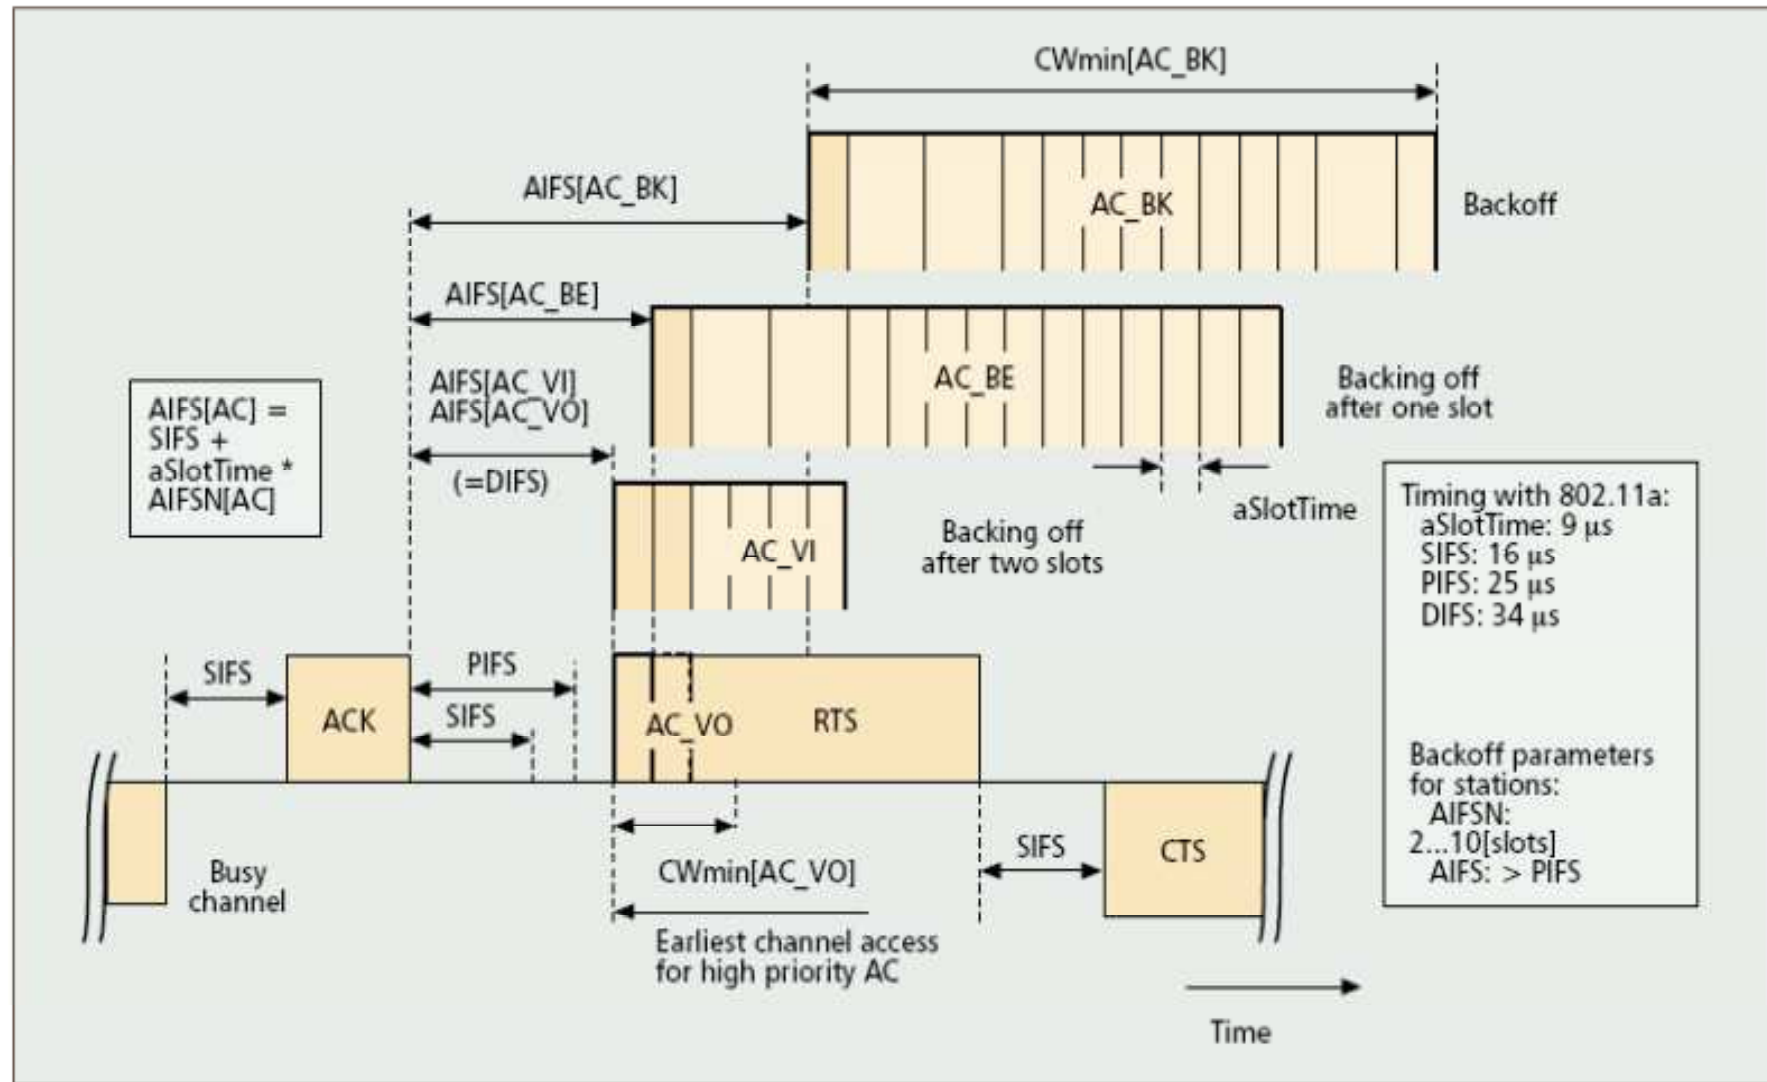 CWmin[AC_BK]
AIFS[AC_BK]
AC_BK
Backoff
AIFS[AC_BE]
AIFS[AC_VI]
AIFS[AC_VO]
(=DIFS)
AC_BE
Backing off
after one slot
AIFS[AC] =
SIFS +
aSlotTime *
AIFSN[AC]
aSlotTime
AC_VI
Backing off
after two slots
Timing with 802.11a:
aSlotTime: 9 µs
SIFS: 16 µs
PIFS: 25 µs
DIFS: 34 µs
Backoff parameters
for stations:
AIFSN:
2...10[slots]
AIFS: > PIFS
SIFS
ACK
PIFS
SIFS
AC_VO
RTS
Busy
channel
CWmin[AC_VO]
SIFS
CTS
Earliest channel access
for high priority AC
Time